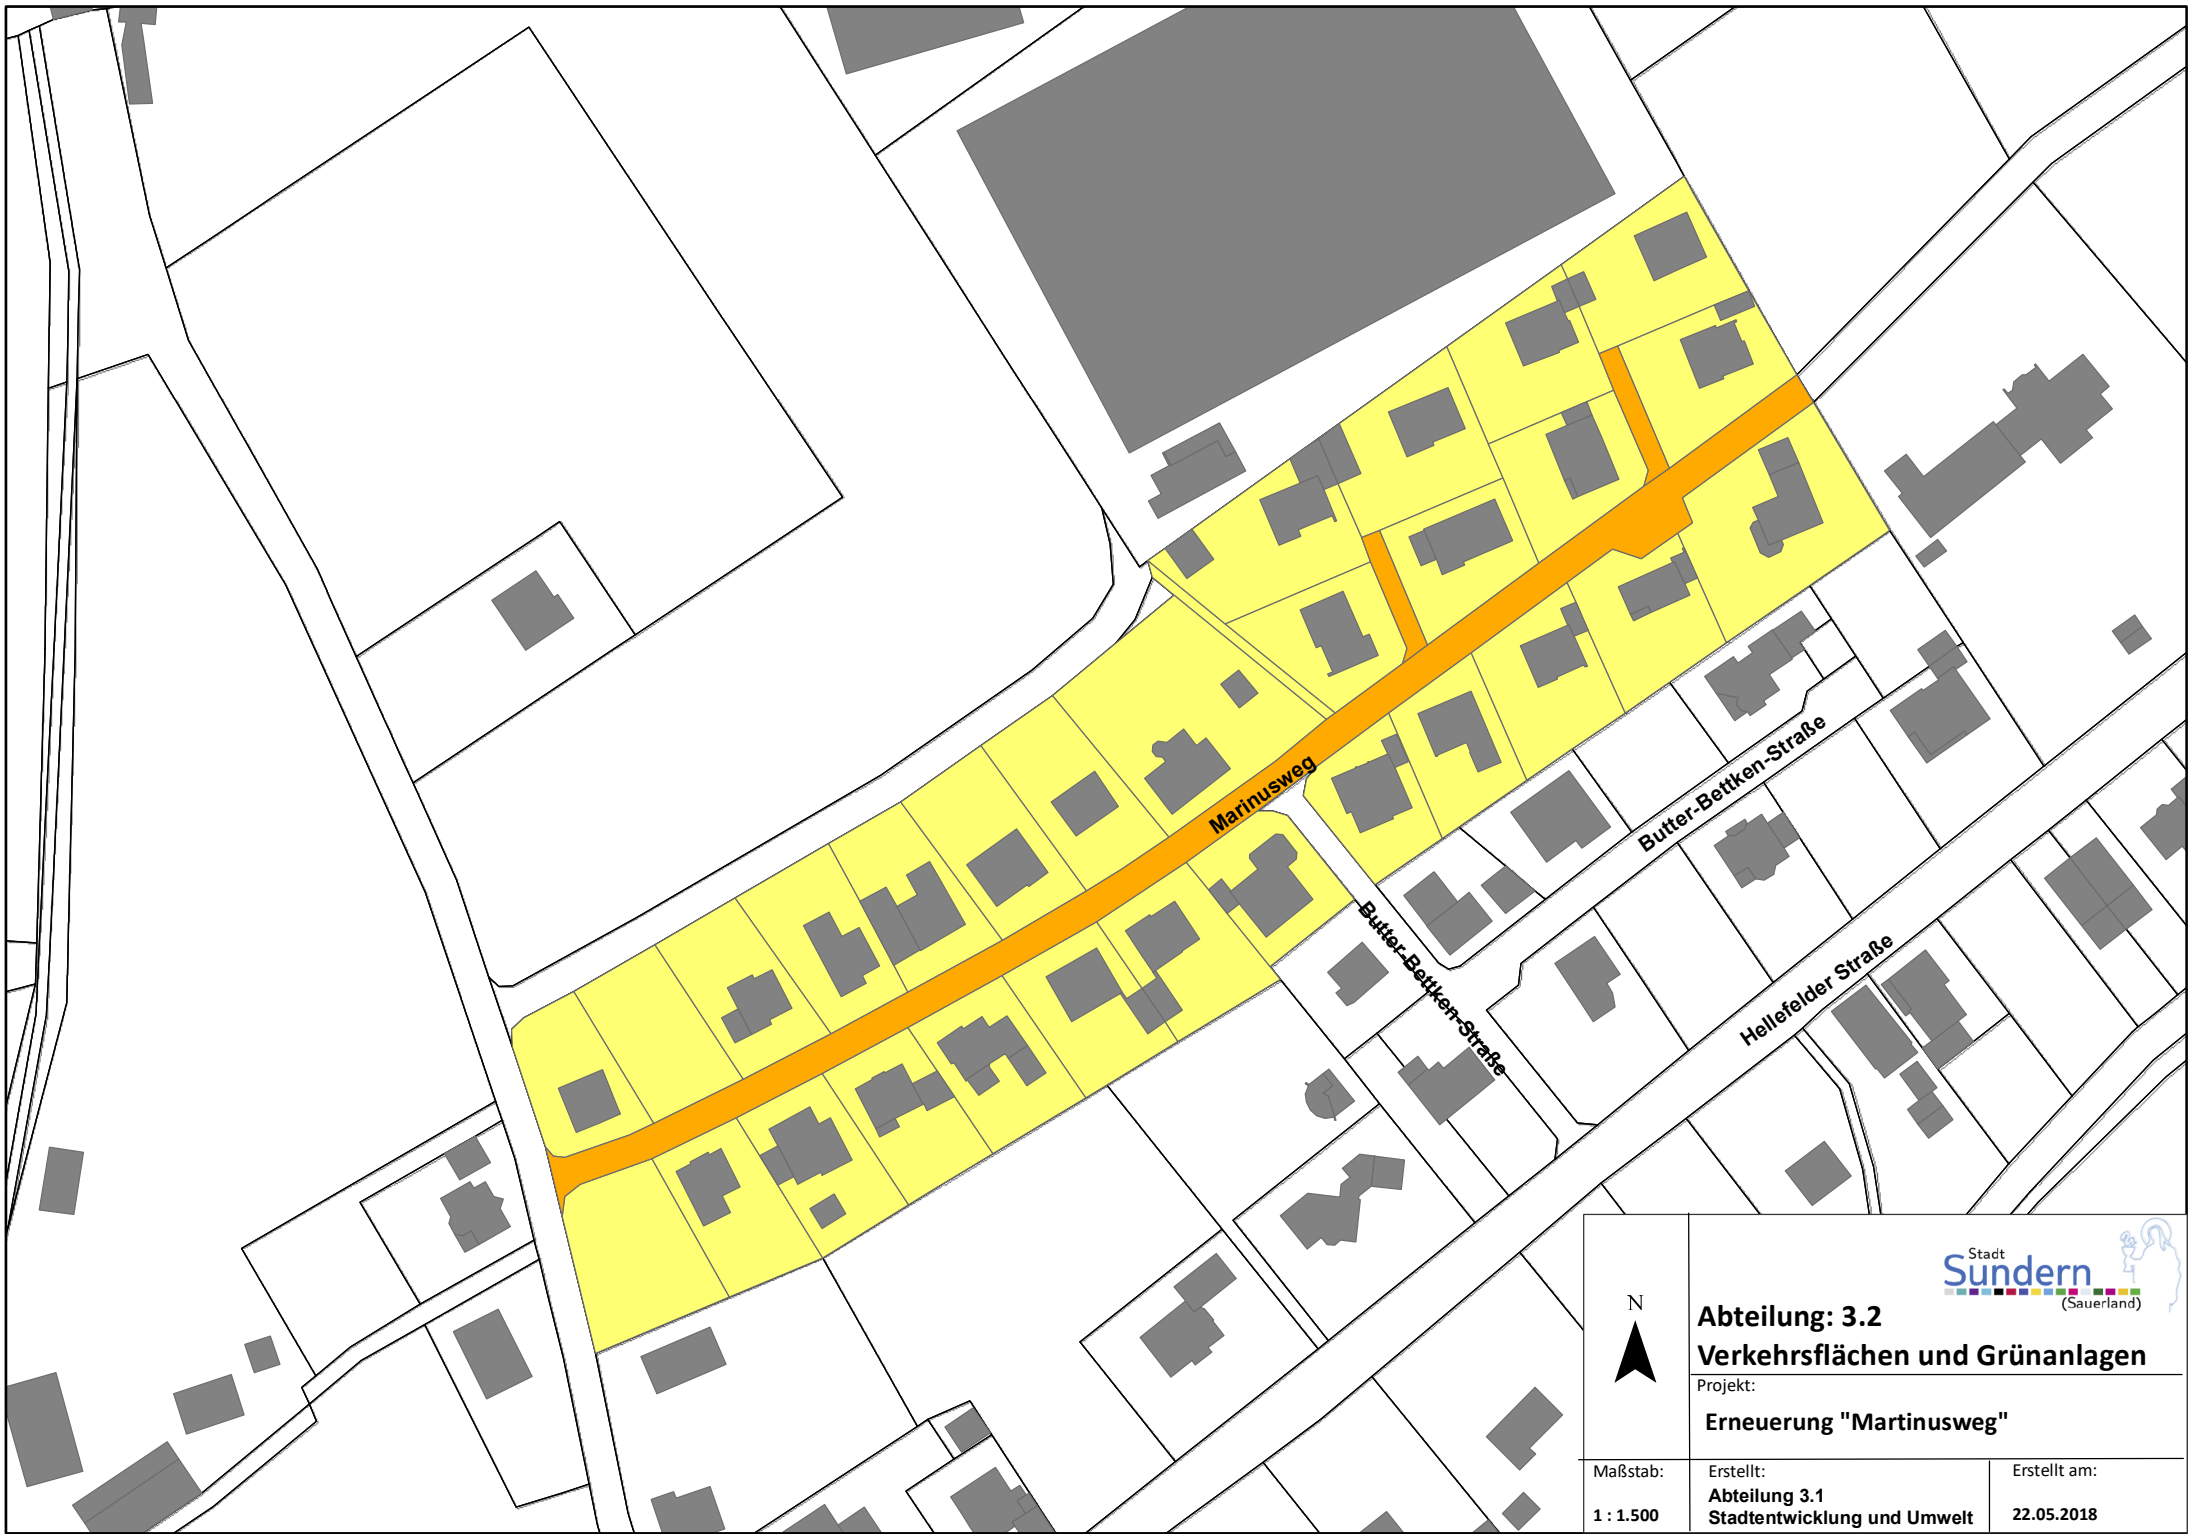 Marinusweg
Butter-Bettken-Straße
Butter-Bettken-Straße
Hellefelder Straße
N
Stadt
Sundern
(Sauerland)
Abteilung: 3.2
Verkehrsflächen und Grünanlagen
Projekt:
Erneuerung "Martinusweg"
Maßstab:
1 : 1.500
Erstellt:
Abteilung 3.1
Stadtentwicklung und Umwelt
Erstellt am:
22.05.2018